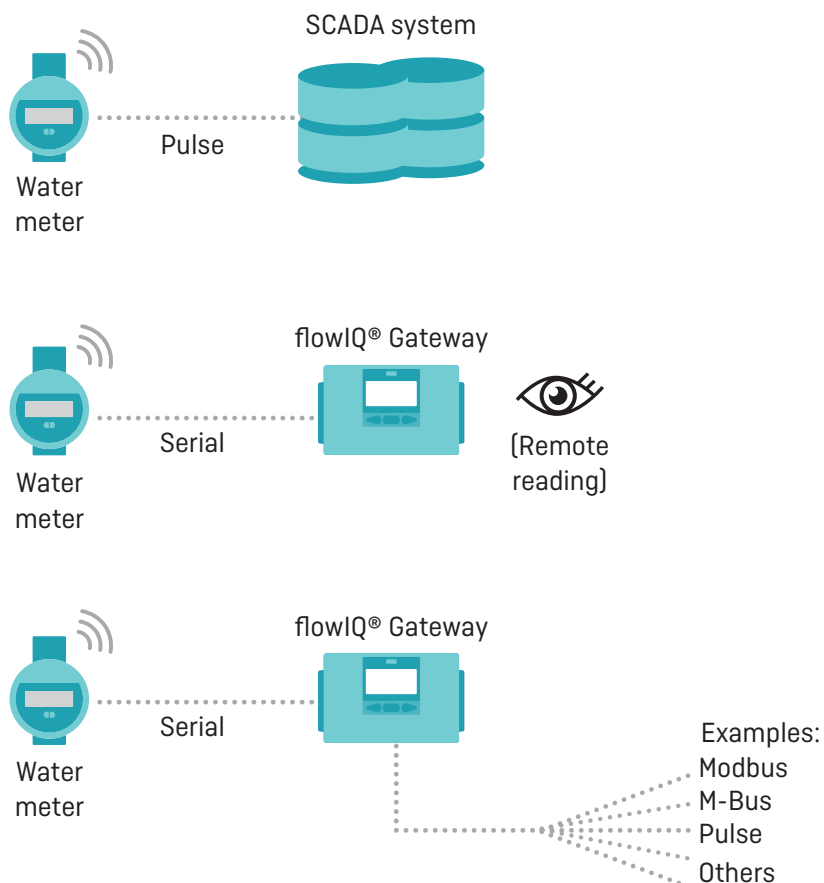 SCADA system
Pulse
Water
meter
flowIQ® Gateway
Serial
(Remote
reading)
Water
meter
flowIQ® Gateway
Serial
Water
meter
Examples:
Modbus
M-Bus
Pulse
Others